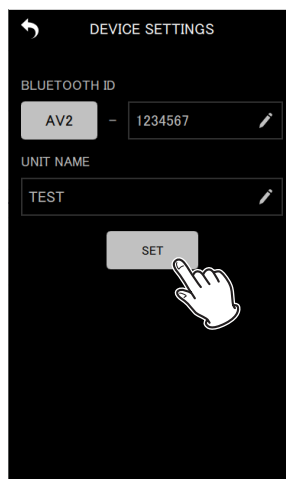 DEVICE SETTINGS
BLUETOOTH ID
AV2 - 1234567
UNIT NAME
TEST
SET